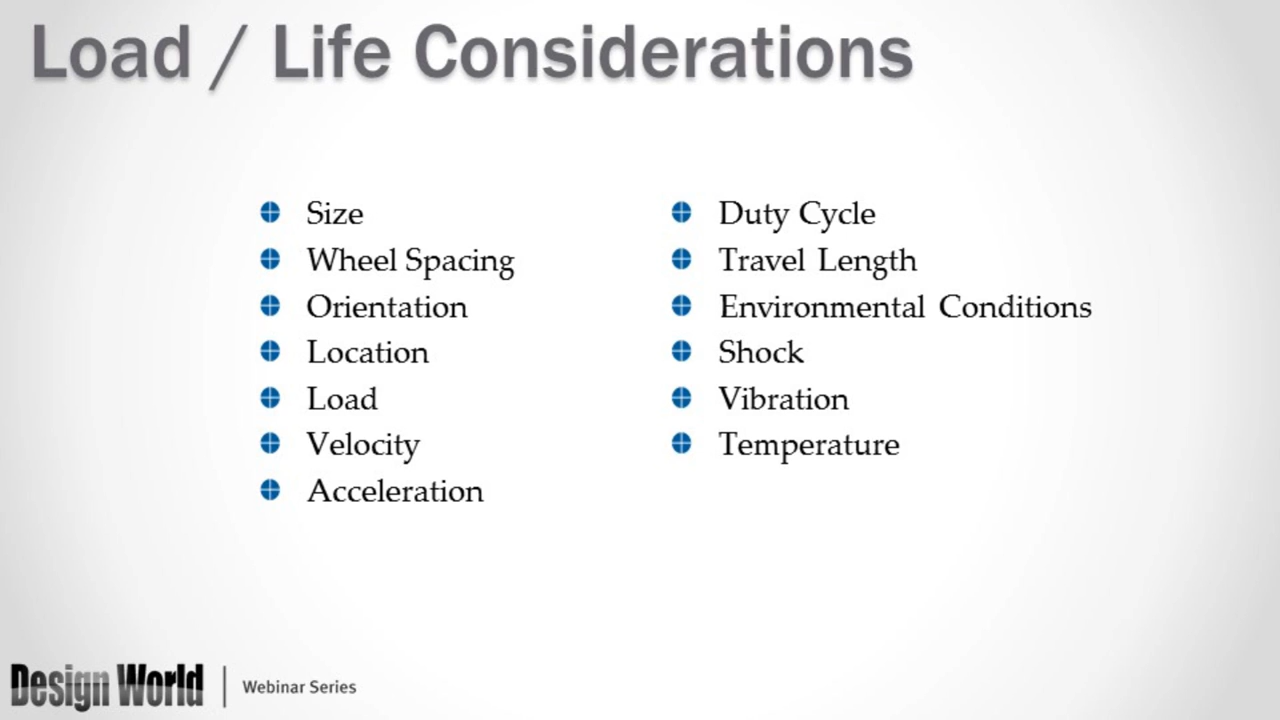 Load / Life Considerations
Size
Wheel Spacing
Orientation
Location
Load
Velocity
Acceleration
Duty Cycle
Travel Length
Environmental Conditions
Shock
Vibration
Temperature
Design World | Webinar Series